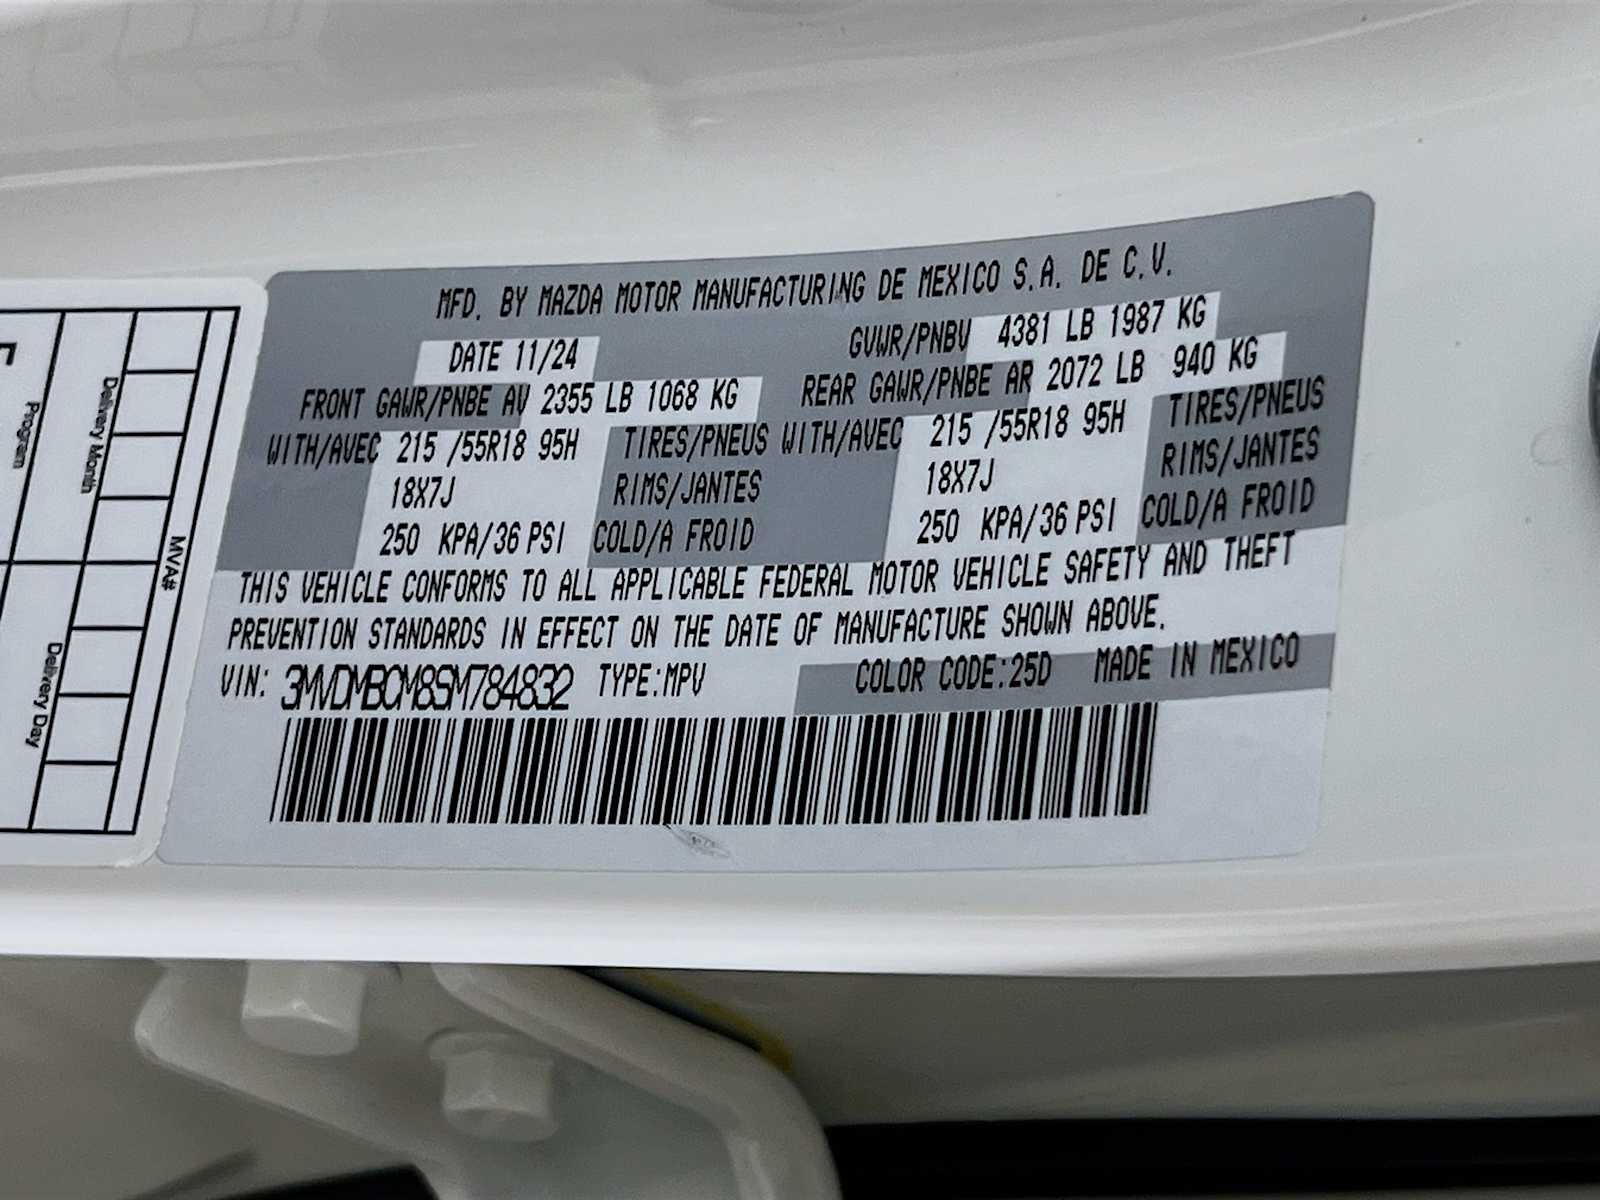 MFD. BY MAZDA MOTOR MANUFACTURING DE MEXICO S.A. DE C.V.
DATE 11/24 GVWR/PNBV 4381 LB 1987 KG
FRONT GAWR/PNBE AV 2355 LB 1068 KG REAR GAWR/PNBE AR 2072 LB 940 KG
WITH/AVEC 215 /55R18 95H TIRES/PNEUS WITH/AVEC 215 /55R18 95H TIRES/PNEUS
18X7J RIMS/JANTES 18X7J RIMS/JANTES
250 KPA/36 PSI COLD/A FROID 250 KPA/36 PSI COLD/A FROID
THIS VEHICLE CONFORMS TO ALL APPLICABLE FEDERAL MOTOR VEHICLE SAFETY AND THEFT
PREVENTION STANDARDS IN EFFECT ON THE DATE OF MANUFACTURE SHOWN ABOVE.
VIN: 3MVDMBCM8SM784832 TYPE:MPV COLOR CODE:25D MADE IN MEXICO
MVA#
Delivery Month
Delivery Day
Program